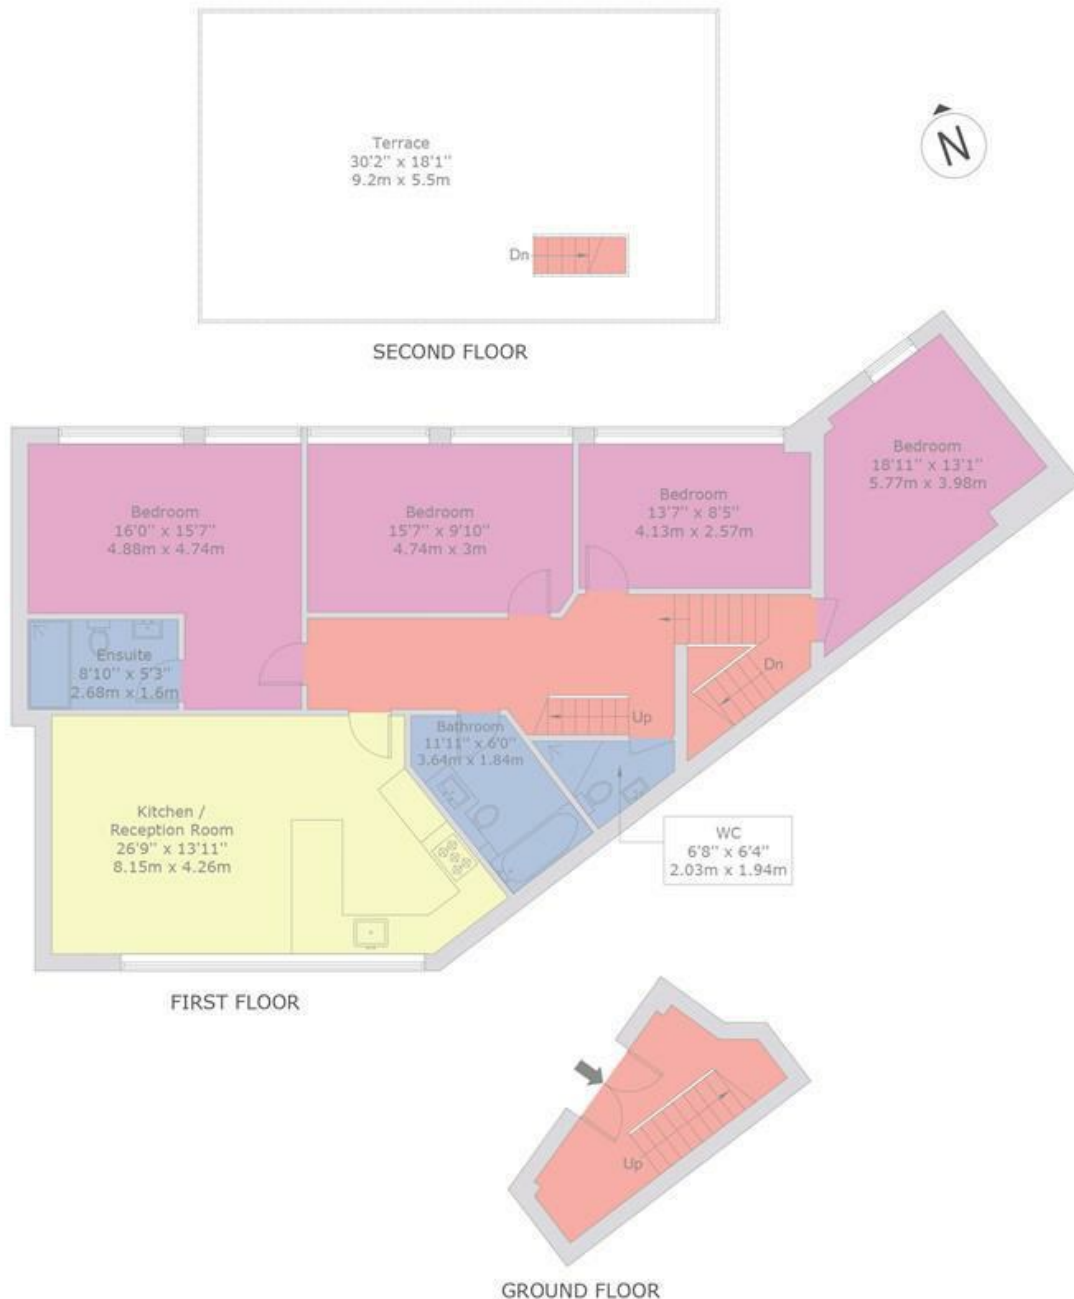 Terrace
30'2" x 18'1"
9.2m x 5.5m
N
Dn
SECOND FLOOR
Bedroom
16'0" x 15'7"
4.88m x 4.74m
Bedroom
15'7" x 9'10"
4.74m x 3m
Bedroom
13'7" x 8'5"
4.13m x 2.57m
Bedroom
18'11" x 13'1"
5.77m x 3.98m
Ensuite
8'10" x 5'3"
2.68m x 1.6m
Dn
Up
Bathroom
11'11" x 6'0"
3.64m x 1.84m
Kitchen /
Reception Room
26'9" x 13'11"
8.15m x 4.26m
WC
6'8" x 6'4"
2.03m x 1.94m
FIRST FLOOR
Up
GROUND FLOOR